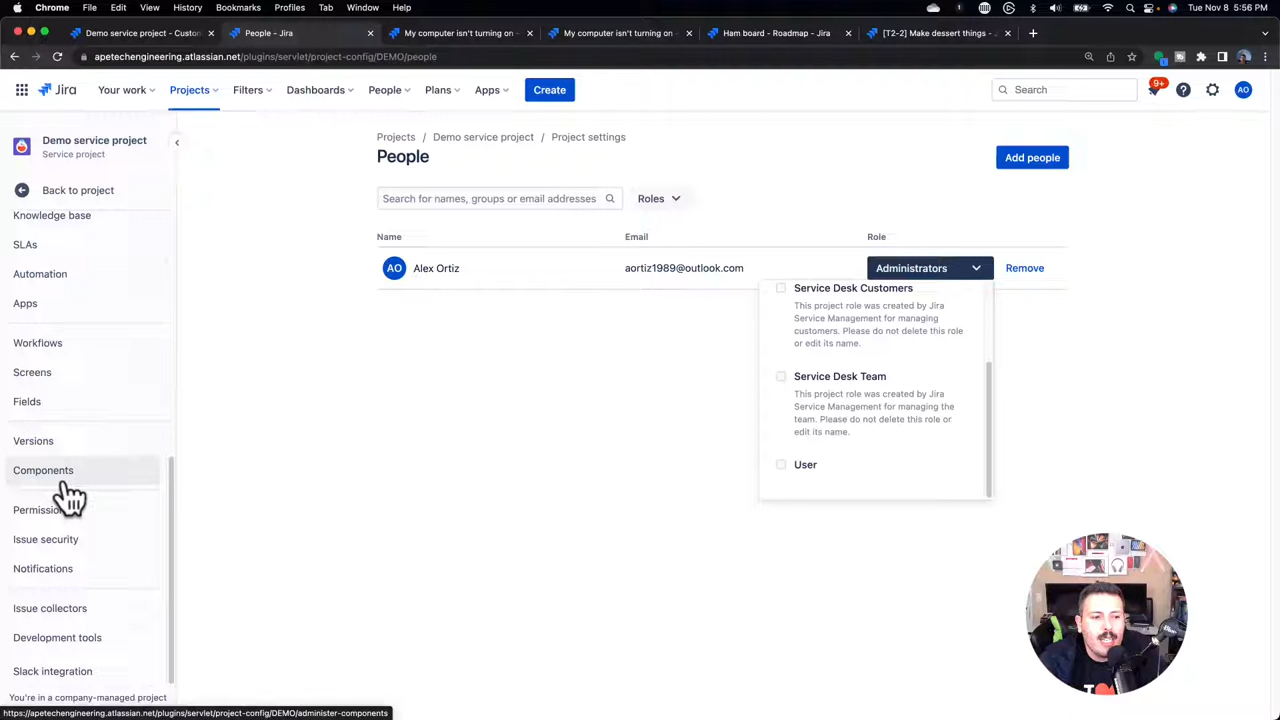 Chrome File Edit View History Bookmarks Profiles Tab Window Help
Tue Nov 8 5:56 PM
Demo service project - Custom
People - Jira
My computer isn't turning on -
My computer isn't turning on -
Ham board - Roadmap - Jira
[T2-2] Make dessert things -
apetechengineering.atlassian.net/plugins/servlet/project-config/DEMO/people
Jira Your work Projects Filters Dashboards People Plans Apps Create Search 9+ AO
Demo service project
Service project
Back to project
Knowledge base
SLAs
Automation
Apps
Workflows
Screens
Fields
Versions
Components
Permissio
Issue security
Notifications
Issue collectors
Development tools
Slack integration
You're in a company-managed project
https://apetechengineering.atlassian.net/plugins/servlet/project-config/DEMO/administer-components
Projects / Demo service project / Project settings
People
Add people
Search for names, groups or email addresses
Roles
Name Email Role
AO Alex Ortiz aortiz1989@outlook.com Administrators Remove
Service Desk Customers
This project role was created by Jira
Service Management for managing
customers. Please do not delete this role
or edit its name.
Service Desk Team
This project role was created by Jira
Service Management for managing the
team. Please do not delete this role or
edit its name.
User